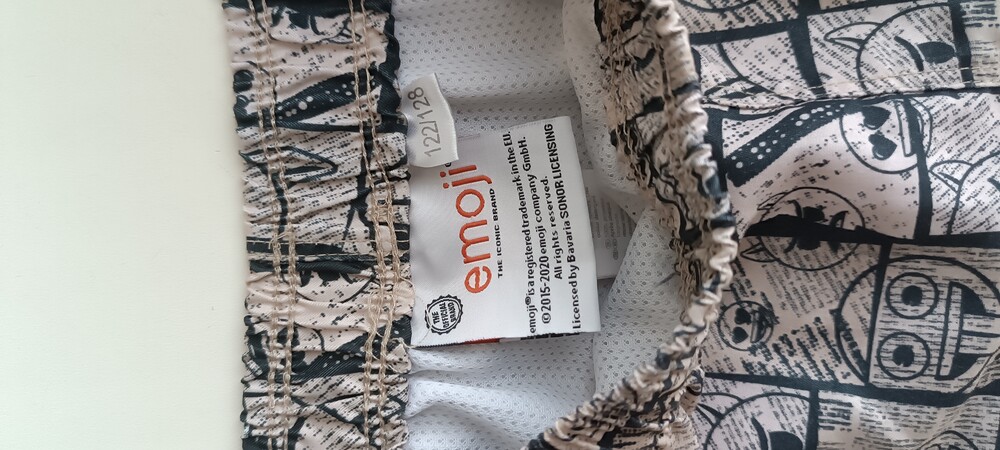 122/128
emoji®
THE ICONIC BRAND
THE
OFFICIAL
BRAND
emoji® is a registered trademark in the EU.
©2015-2020 emoji company GmbH.
All rights reserved.
Licensed by Bavaria SONOR LICENSING